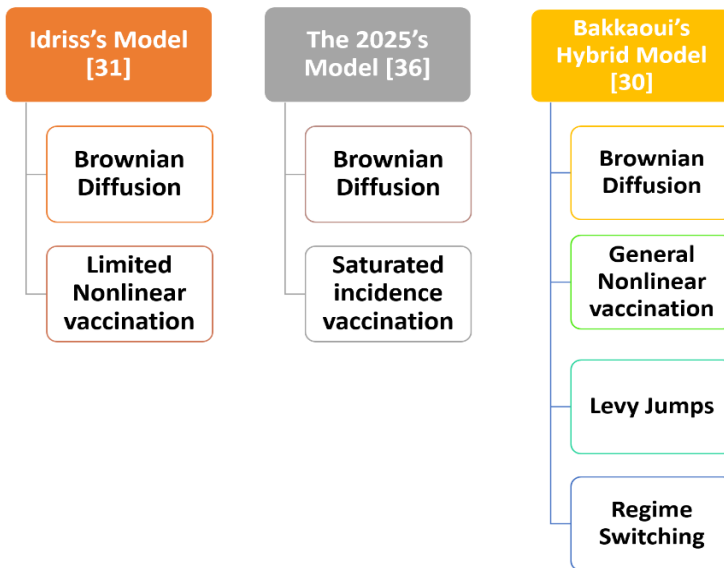 Idriss's Model
[31]
Brownian
Diffusion
Limited
Nonlinear
vaccination
The 2025's
Model [36]
Brownian
Diffusion
Saturated
incidence
vaccination
Bakkaoui's
Hybrid Model
[30]
Brownian
Diffusion
General
Nonlinear
vaccination
Levy Jumps
Regime
Switching